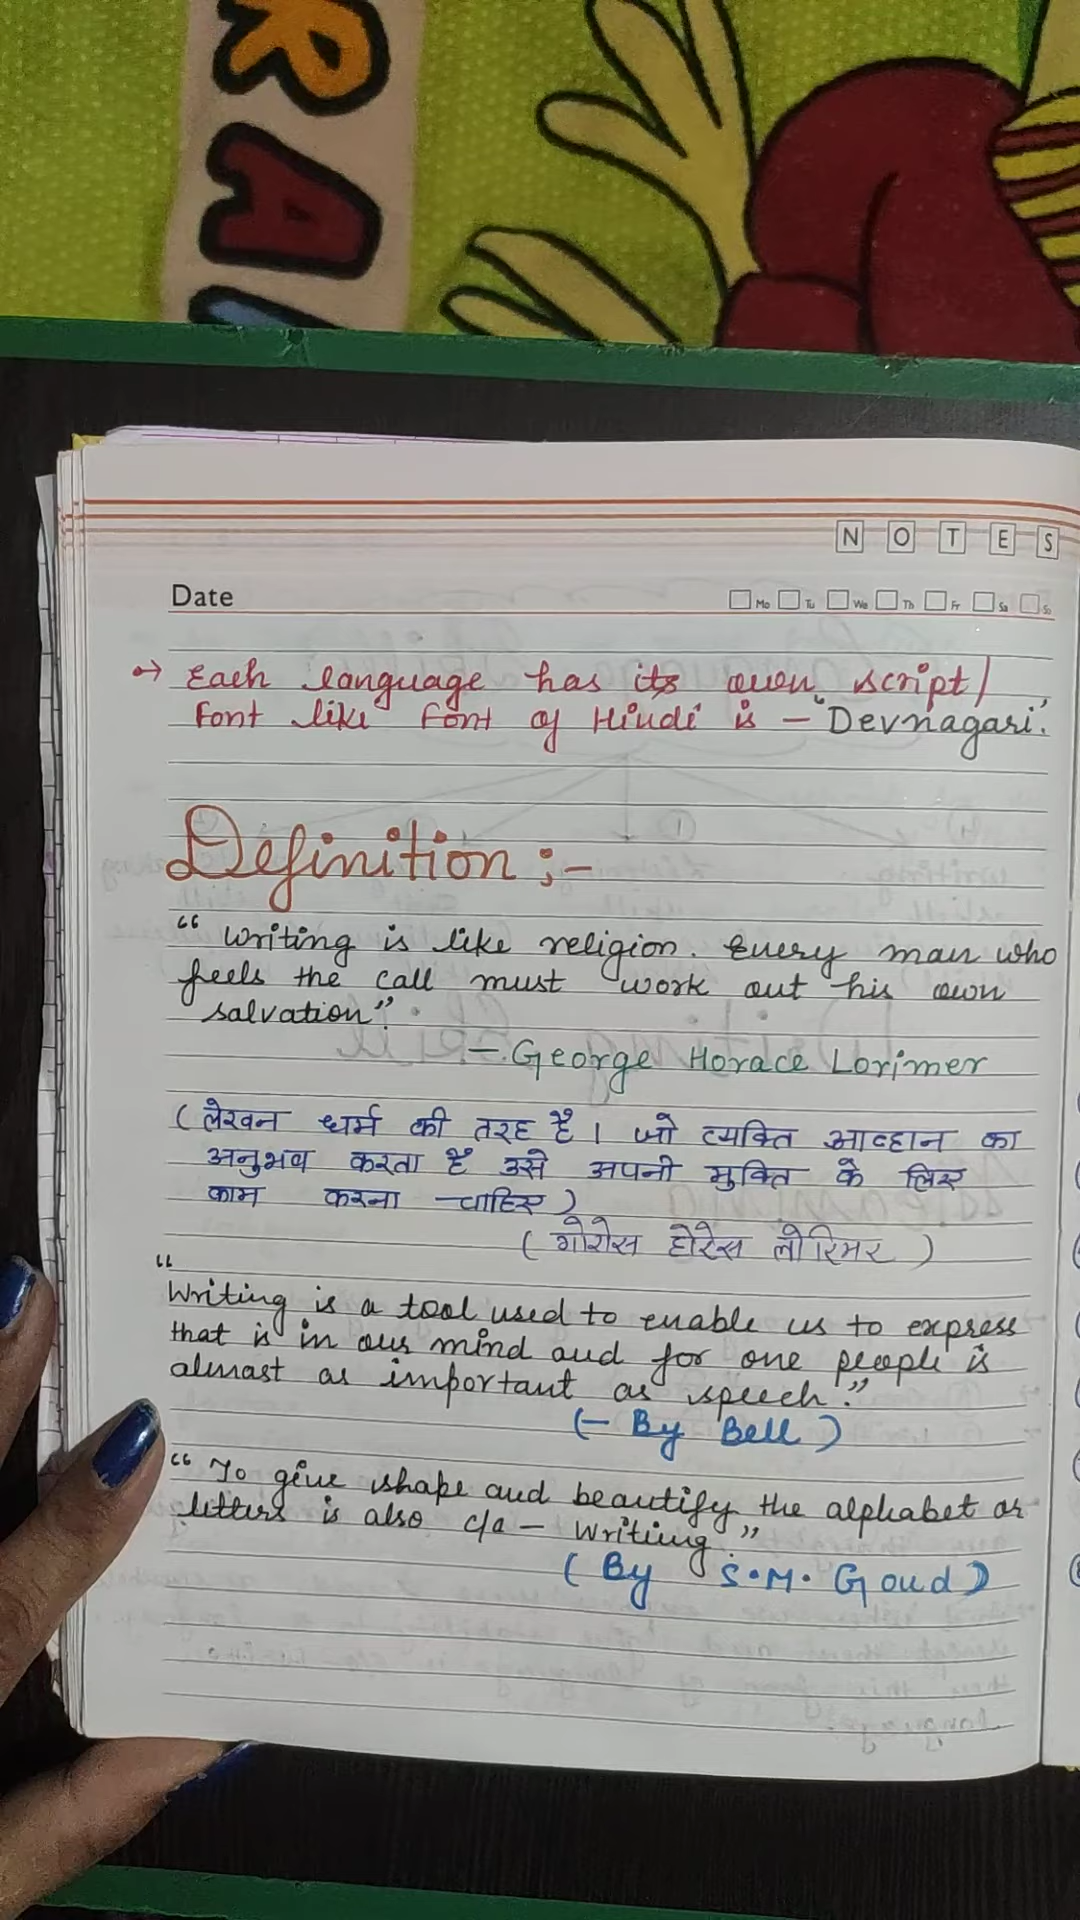 RA
NOTES
Date
Mo Tu We Th Fr Sa Su
→ Each language has its own script/
Font like Font of Hindi is – "Devnagari".
Definition :-
"Writing is like religion. Every man who
feels the call must work out his own
salvation".
– George Horace Lorimer
(लेखन धर्म की तरह है। जो व्यक्ति आव्हान का
अनुभव करता है उसे अपनी मुक्ति के लिए
काम करना चाहिए)
(गोरोस होरेस लोरिमर)
"
Writing is a tool used to enable us to express
that is in our mind and for one people is
almost as important as speech."
(– By Bell)
"To give shape and beautify the alphabet or
letters is also c/a – Writing."
(By S.M. Goud)